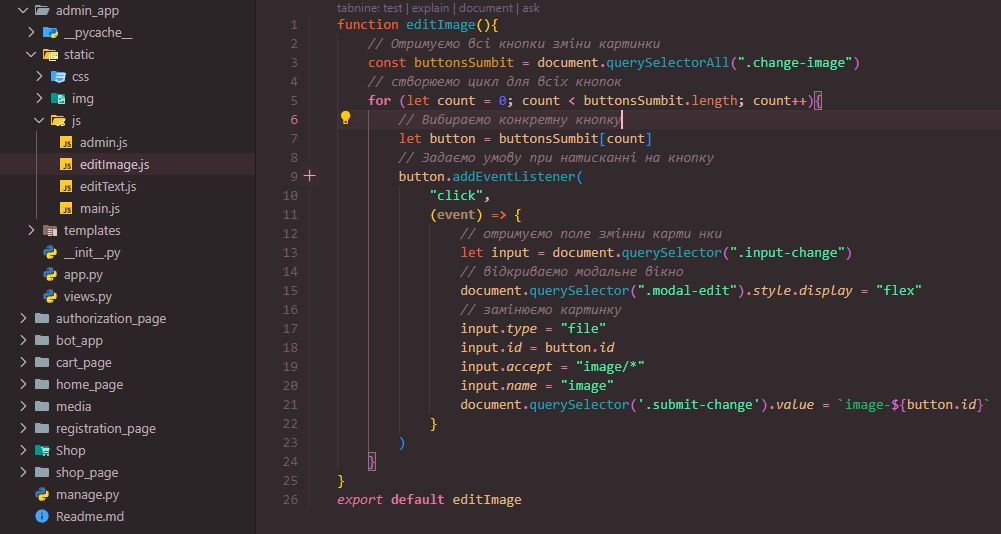 admin_app
__pycache__
static
css
img
js
admin.js
editImage.js
editText.js
main.js
templates
__init__.py
app.py
views.py
authorization_page
bot_app
cart_page
home_page
media
registration_page
Shop
shop_page
manage.py
Readme.md
tabnine: test | explain | document | ask
1 function editImage(){
2 // Отримуємо всі кнопки зміни картинки
3 const buttonsSumbit = document.querySelectorAll(".change-image")
4 // створюемо цикл для всіх кнопок
5 for (let count = 0; count < buttonsSumbit.length; count++){
6 // Вибираємо конкретну кнопку
7 let button = buttonsSumbit[count]
8 // Задаємо умову при натисканні на кнопку
9 button.addEventListener(
10 "click",
11 (event) => {
12 // отримуємо поле змінни карти нки
13 let input = document.querySelector(".input-change")
14 // відкриваємо модальне вікно
15 document.querySelector(".modal-edit").style.display = "flex"
16 // замінюємо картинку
17 input.type = "file"
18 input.id = button.id
19 input.accept = "image/*"
20 input.name = "image"
21 document.querySelector('.submit-change').value = `image-${button.id}`
22 }
23 )
24 }
25 }
26 export default editImage